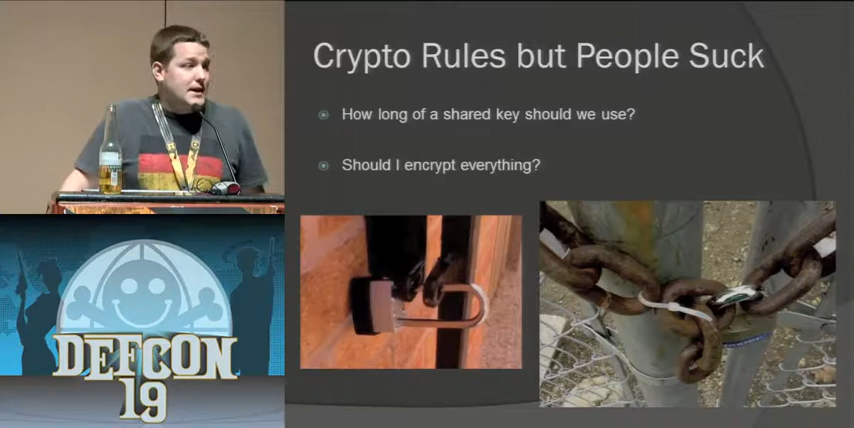 Crypto Rules but People Suck
How long of a shared key should we use?
Should I encrypt everything?
DEFCON
19